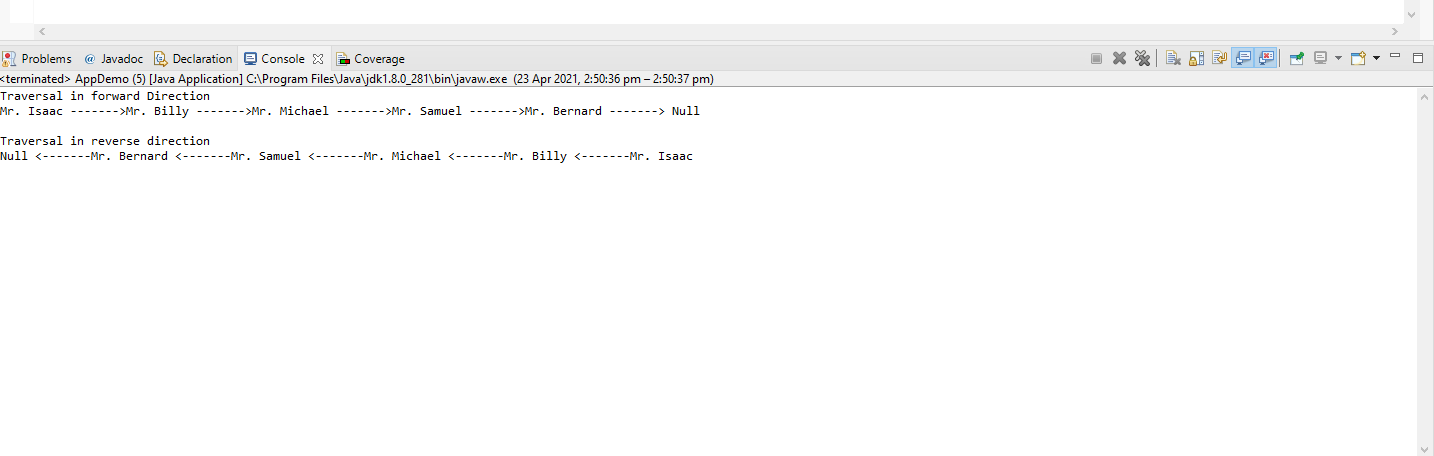 Problems @ Javadoc Declaration Console Coverage
<terminated> AppDemo (5) [Java Application] C:\Program Files\Java\jdk1.8.0_281\bin\javaw.exe (23 Apr 2021, 2:50:36 pm – 2:50:37 pm)
Traversal in forward Direction
Mr. Isaac ------->Mr. Billy ------->Mr. Michael ------->Mr. Samuel ------->Mr. Bernard -------> Null
Traversal in reverse direction
Null <-------Mr. Bernard <-------Mr. Samuel <-------Mr. Michael <-------Mr. Billy <-------Mr. Isaac